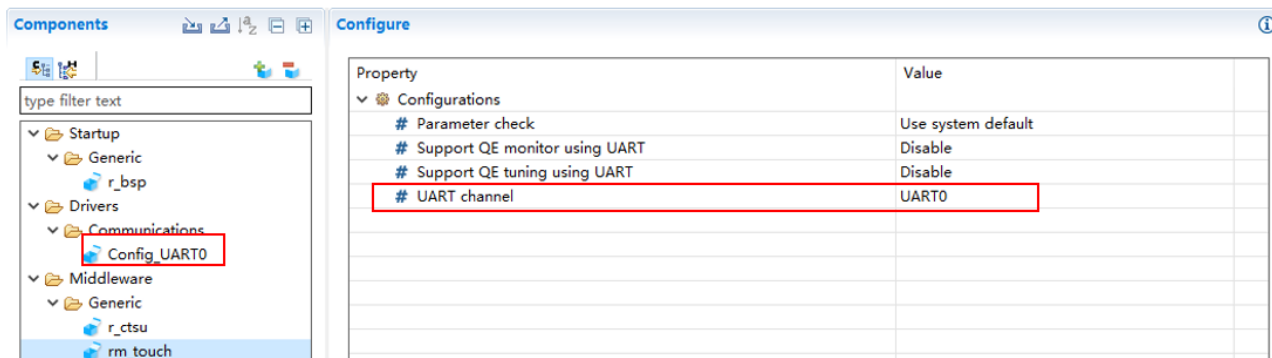 Components
type filter text
Startup
Generic
r_bsp
Drivers
Communications
Config_UART0
Middleware
Generic
r_ctsu
rm_touch
Configure
Property Value
Configurations
# Parameter check Use system default
# Support QE monitor using UART Disable
# Support QE tuning using UART Disable
# UART channel UART0